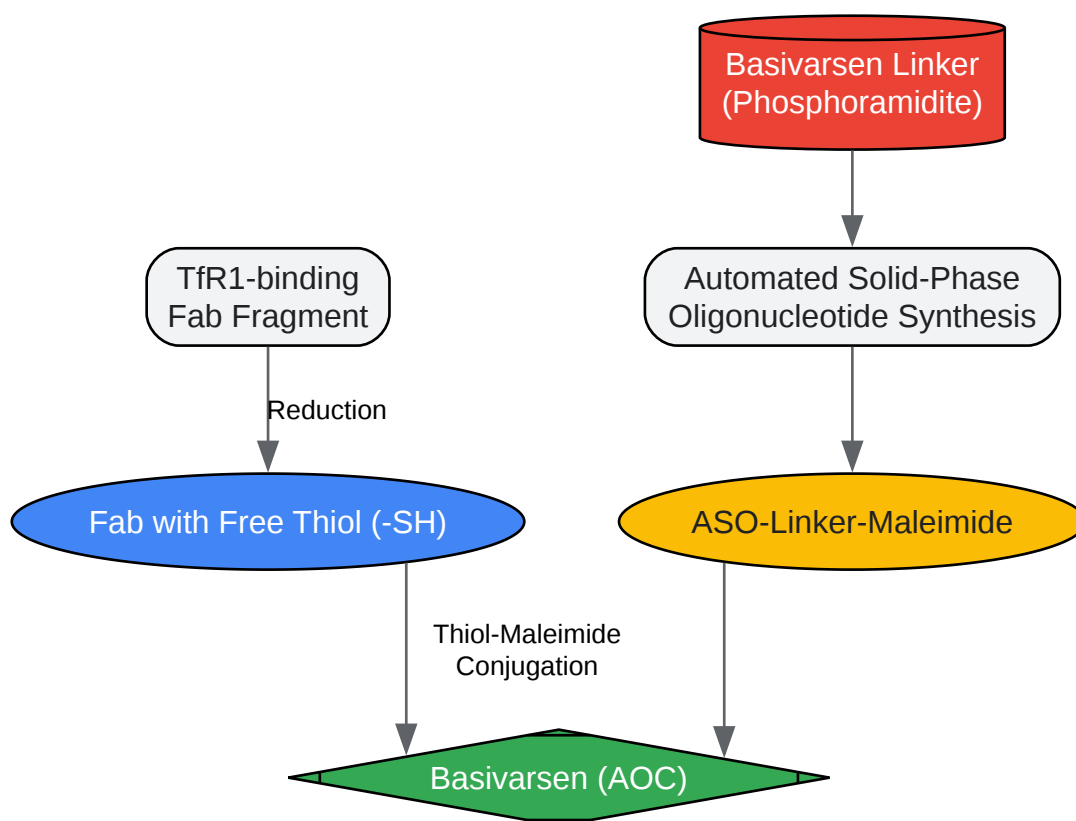 Basivarsen Linker
(Phosphoramidite)
TfR1-binding
Fab Fragment
Automated Solid-Phase
Oligonucleotide Synthesis
Reduction
Fab with Free Thiol (-SH)
ASO-Linker-Maleimide
Thiol-Maleimide
Conjugation
Basivarsen (AOC)